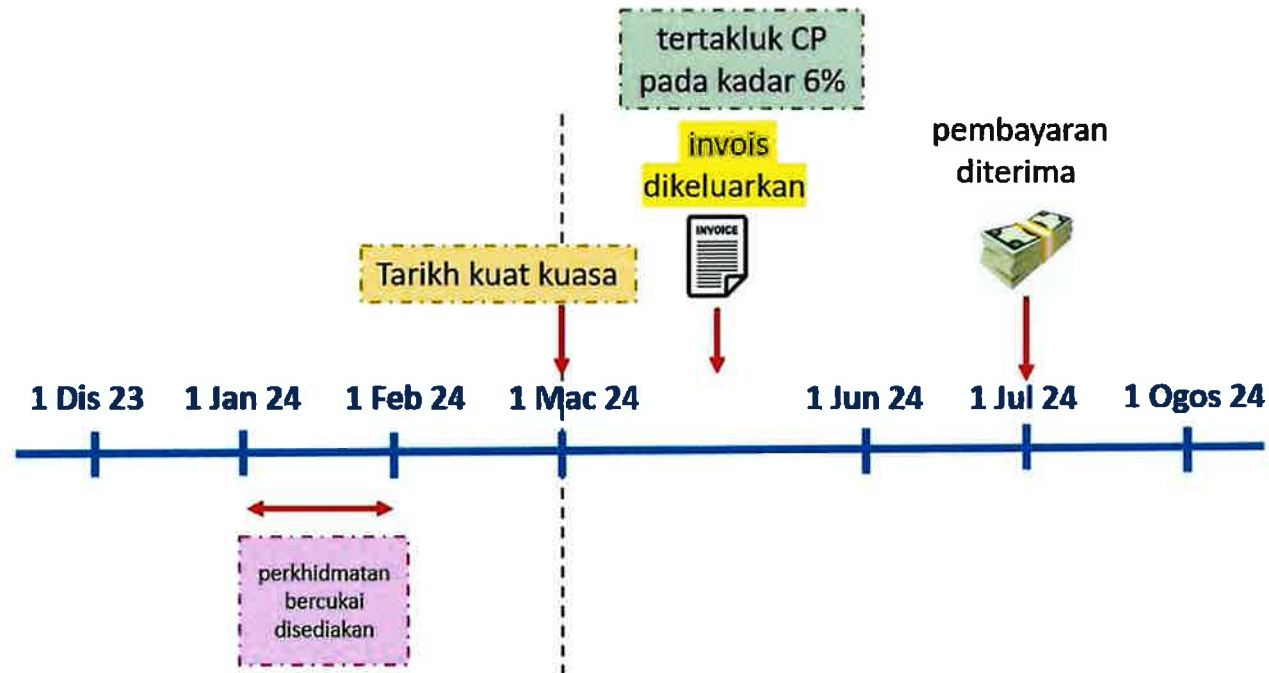 tertakluk CP
pada kadar 6%
invois
dikeluarkan
pembayaran
diterima
INVOICE
Tarikh kuat kuasa
1 Dis 23
1 Jan 24
1 Feb 24
1 Mac 24
1 Jun 24
1 Jul 24
1 Ogos 24
perkhidmatan
bercukai
disediakan